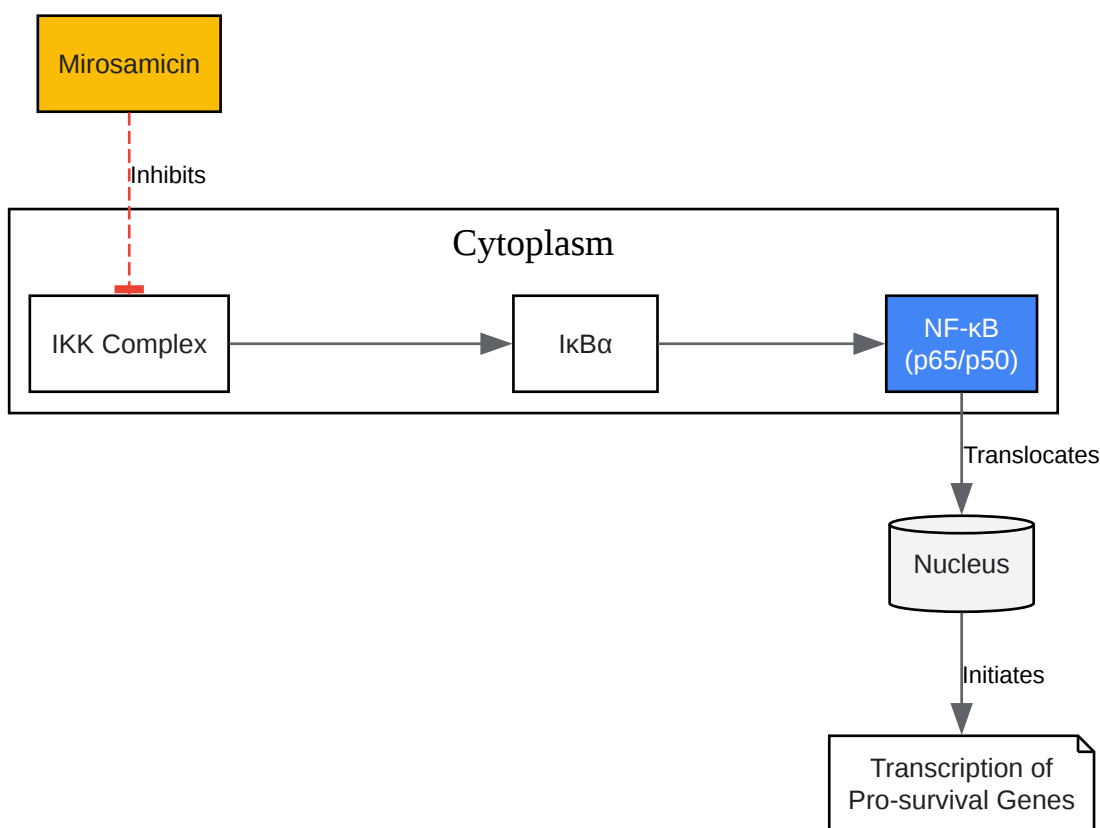 Mirosamicin
Inhibits
Cytoplasm
IKK Complex
IκBα
NF-κB
(p65/p50)
Translocates
Nucleus
Initiates
Transcription of
Pro-survival Genes